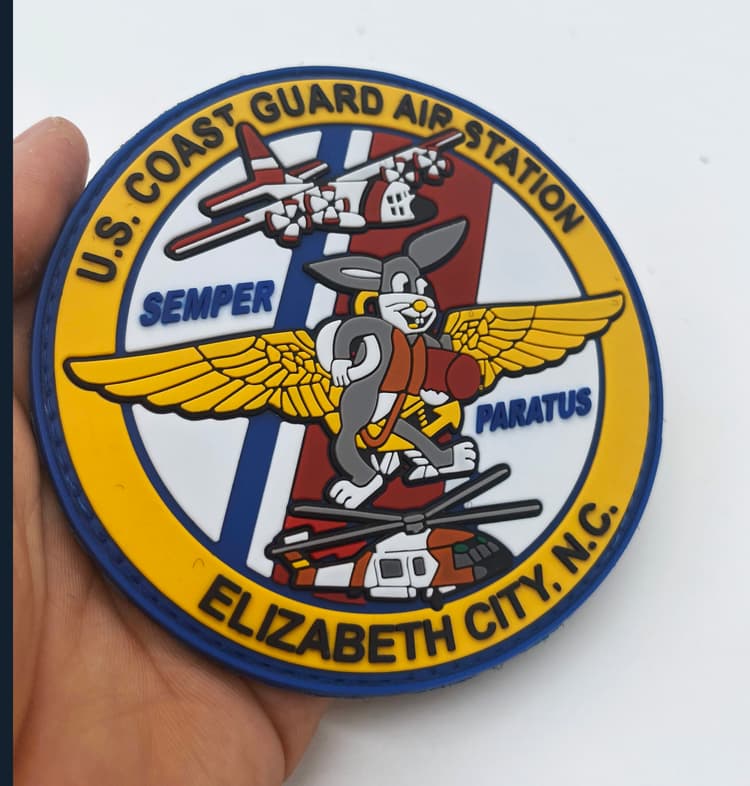 U.S. COAST GUARD AIR STATION
SEMPER
PARATUS
ELIZABETH CITY, N.C.